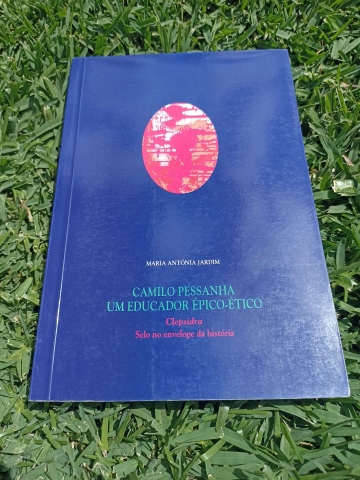 MARIA ANTÓNIA JARDIM
CAMILO PESSANHA
UM EDUCADOR ÉPICO-ÉTICO
Clepsidra
Selo no envelope da história